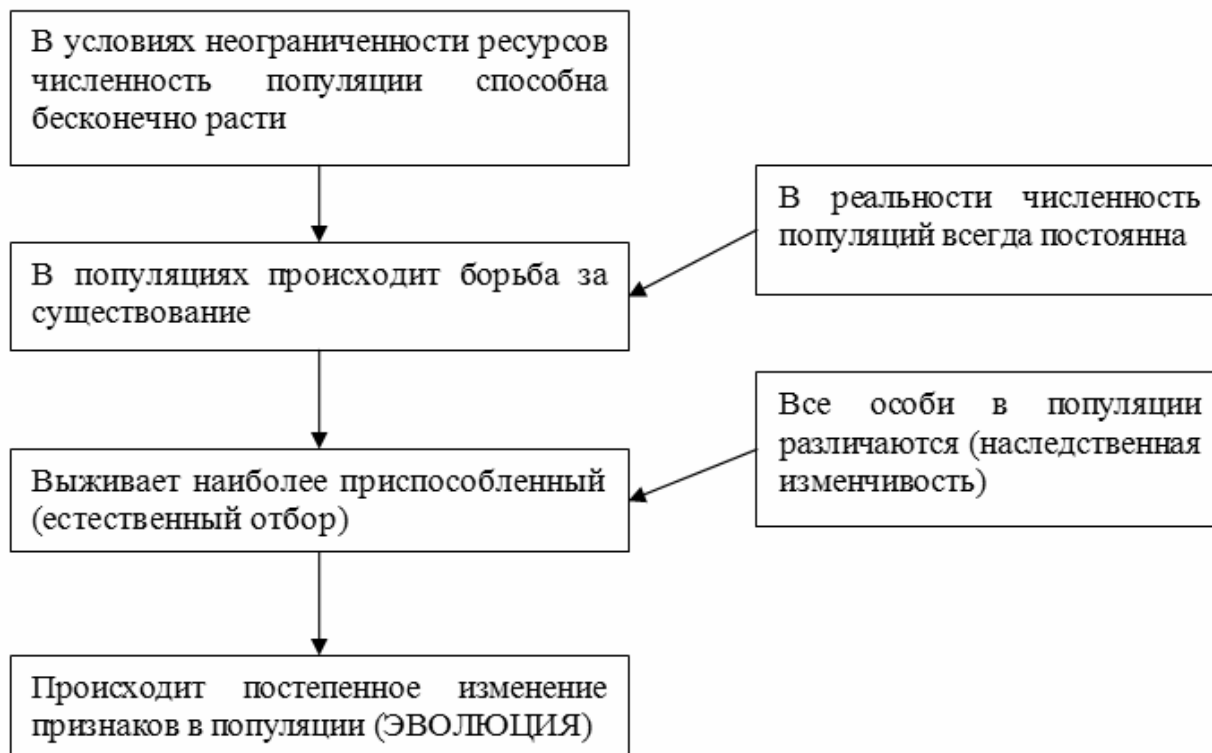 В условиях неограниченности ресурсов
численность популяции способна
бесконечно расти
В реальности численность
популяций всегда постоянна
В популяциях происходит борьба за
существование
Все особи в популяции
различаются (наследственная
изменчивость)
Выживает наиболее приспособленный
(естественный отбор)
Происходит постепенное изменение
признаков в популяции (ЭВОЛЮЦИЯ)